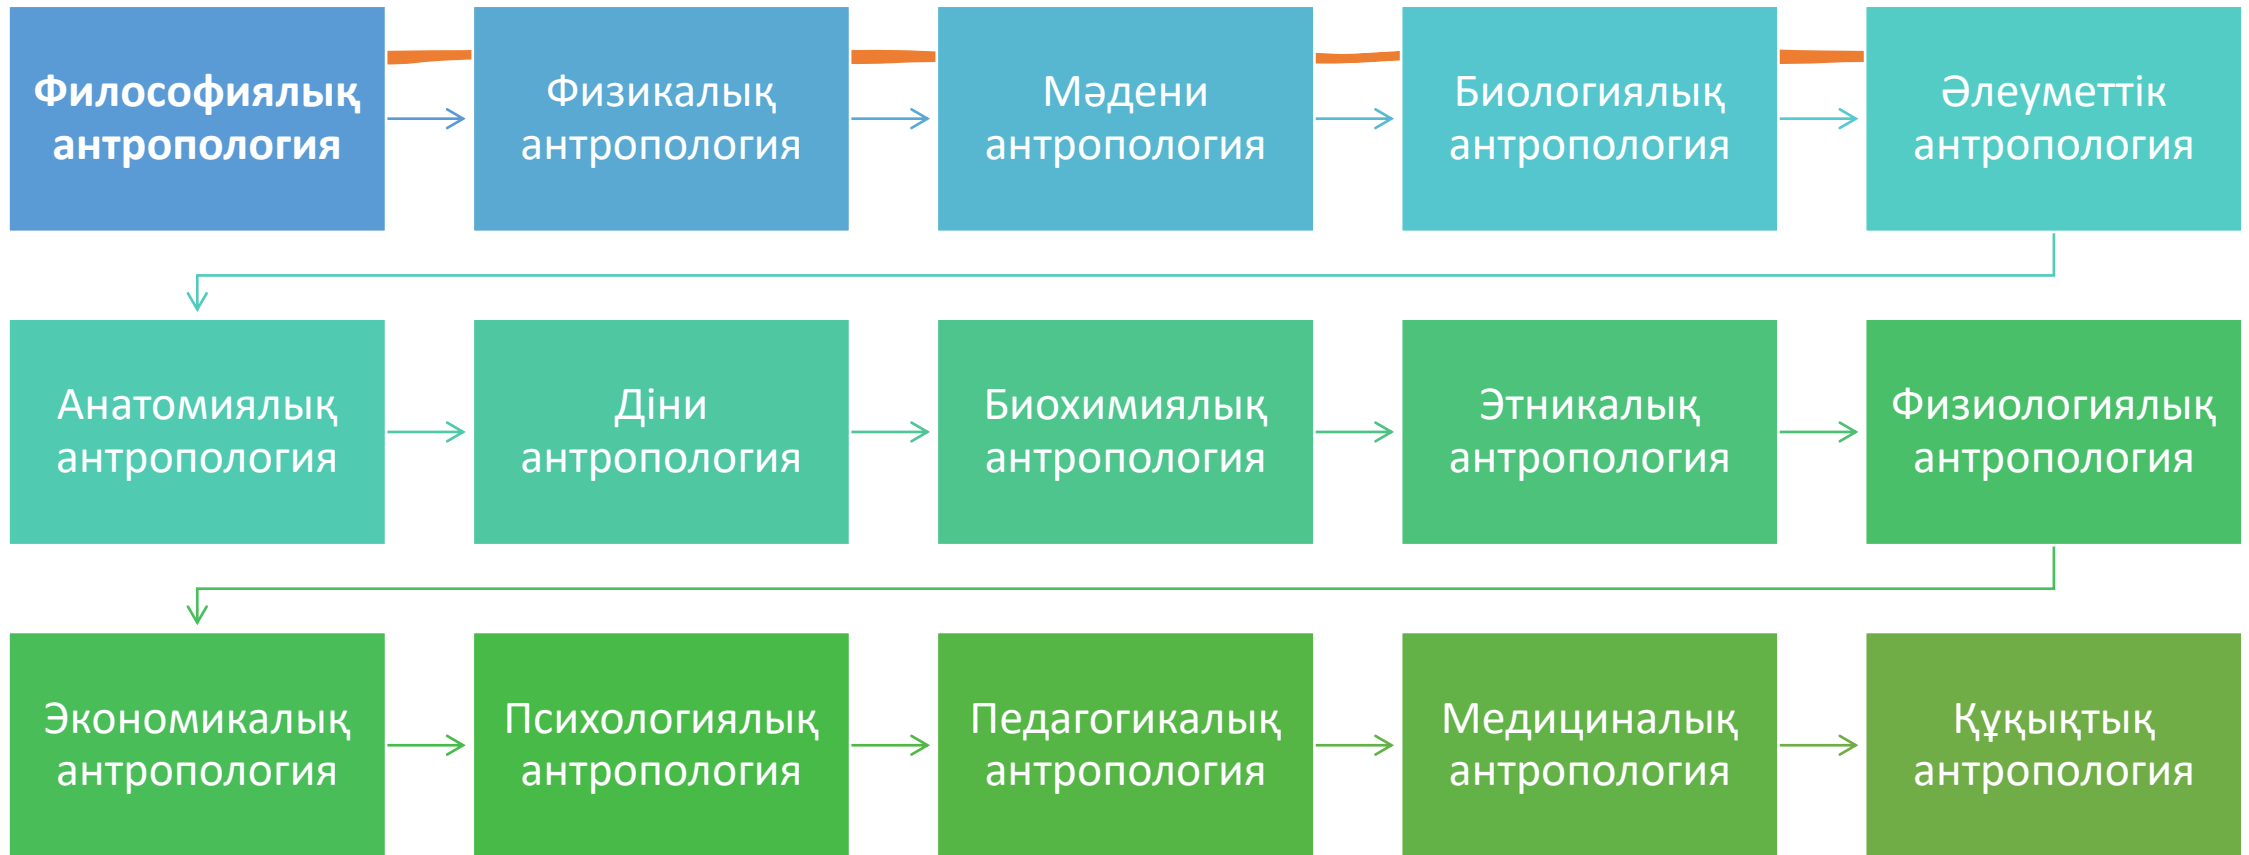 Философиялық
антропология
Физикалық
антропология
Мәдени
антропология
Биологиялық
антропология
Әлеуметтік
антропология
Анатомиялық
антропология
Діни
антропология
Биохимиялық
антропология
Этникалық
антропология
Физиологиялық
антропология
Экономикалық
антропология
Психологиялық
антропология
Педагогикалық
антропология
Медициналық
антропология
Құқықтық
антропология